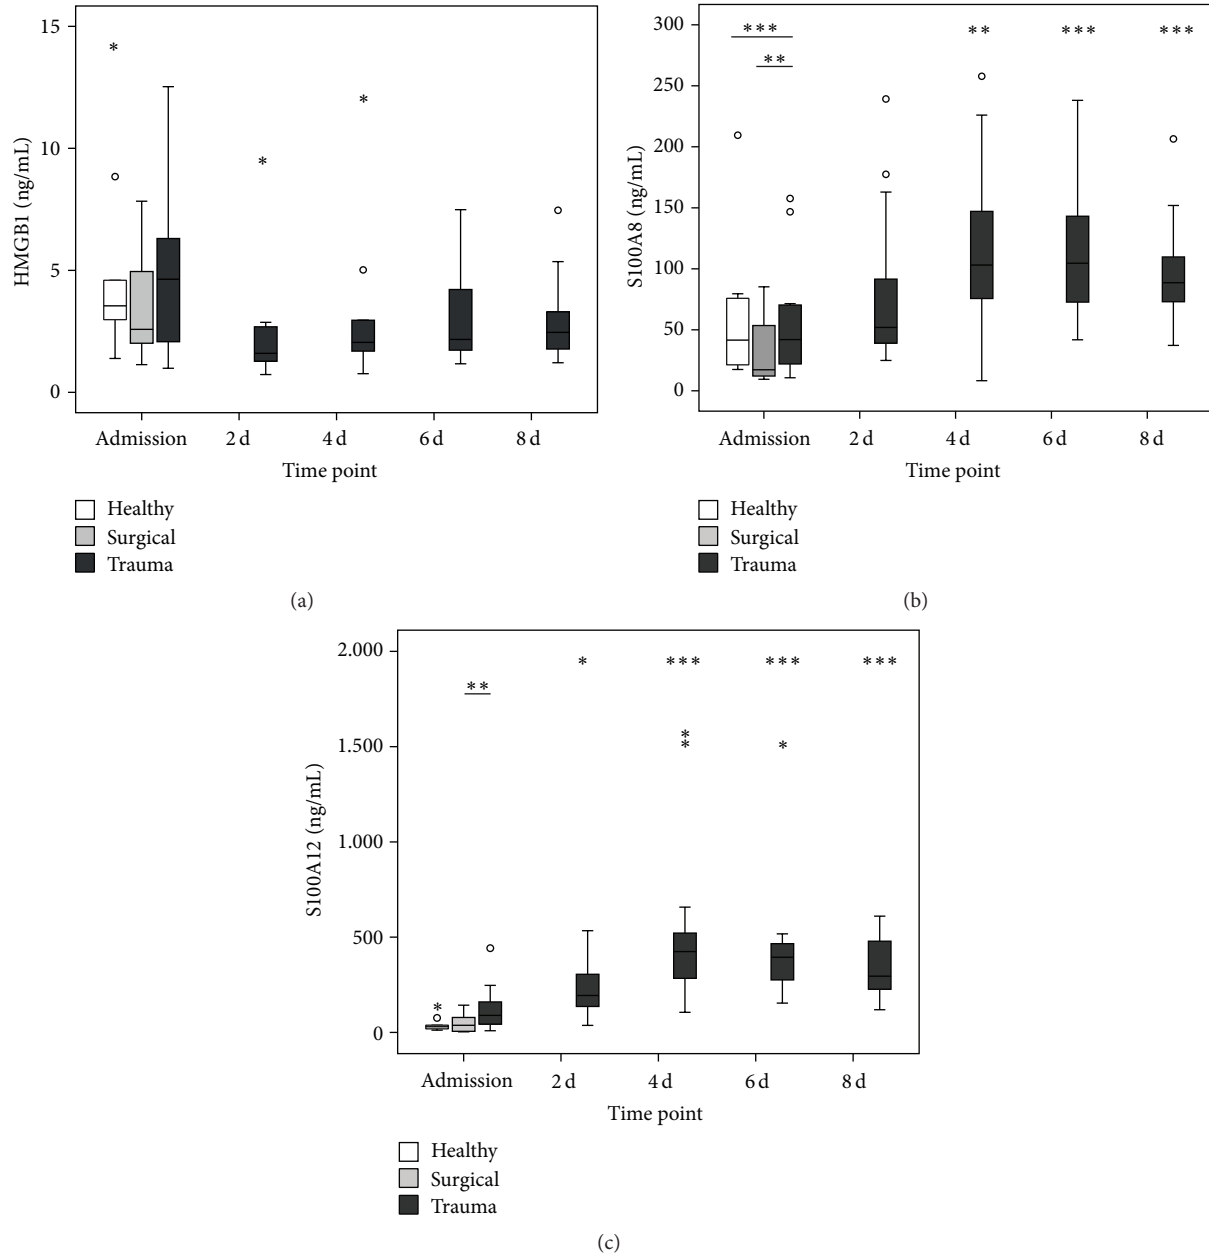 15
10
5
0
HMGB1 (ng/mL)
*
*
*
Admission 2 d 4 d 6 d 8 d
Time point
Healthy
Surgical
Trauma
(a)
300
250
200
150
100
50
0
S100A8 (ng/mL)
*** ** *** ***
**
Admission 2 d 4 d 6 d 8 d
Time point
Healthy
Surgical
Trauma
(b)
2.000
1.500
1.000
500
0
S100A12 (ng/mL)
* *** *** ***
**
*
* *
*
Admission 2 d 4 d 6 d 8 d
Time point
Healthy
Surgical
Trauma
(c)